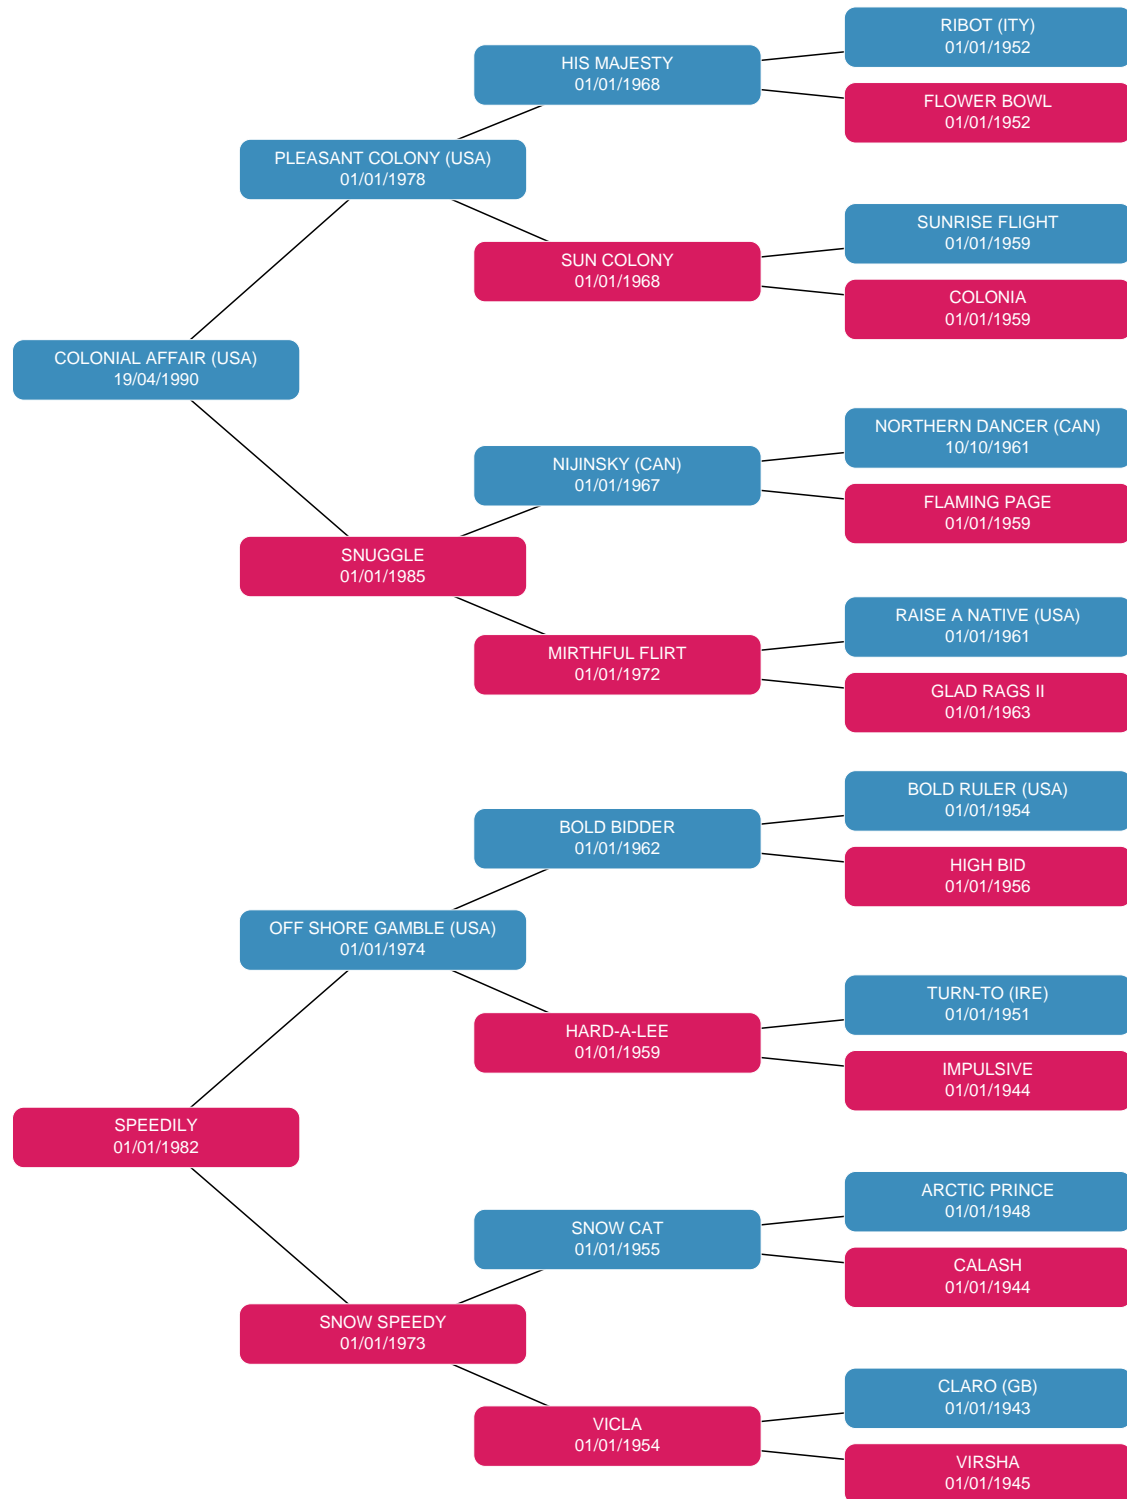 RIBOT (ITY)
01/01/1952
HIS MAJESTY
01/01/1968
FLOWER BOWL
01/01/1952
PLEASANT COLONY (USA)
01/01/1978
SUNRISE FLIGHT
01/01/1959
SUN COLONY
01/01/1968
COLONIA
01/01/1959
COLONIAL AFFAIR (USA)
19/04/1990
NORTHERN DANCER (CAN)
10/10/1961
NIJINSKY (CAN)
01/01/1967
FLAMING PAGE
01/01/1959
SNUGGLE
01/01/1985
RAISE A NATIVE (USA)
01/01/1961
MIRTHFUL FLIRT
01/01/1972
GLAD RAGS II
01/01/1963
BOLD RULER (USA)
01/01/1954
BOLD BIDDER
01/01/1962
HIGH BID
01/01/1956
OFF SHORE GAMBLE (USA)
01/01/1974
TURN-TO (IRE)
01/01/1951
HARD-A-LEE
01/01/1959
IMPULSIVE
01/01/1944
SPEEDILY
01/01/1982
ARCTIC PRINCE
01/01/1948
SNOW CAT
01/01/1955
CALASH
01/01/1944
SNOW SPEEDY
01/01/1973
CLARO (GB)
01/01/1943
VICLA
01/01/1954
VIRSHA
01/01/1945